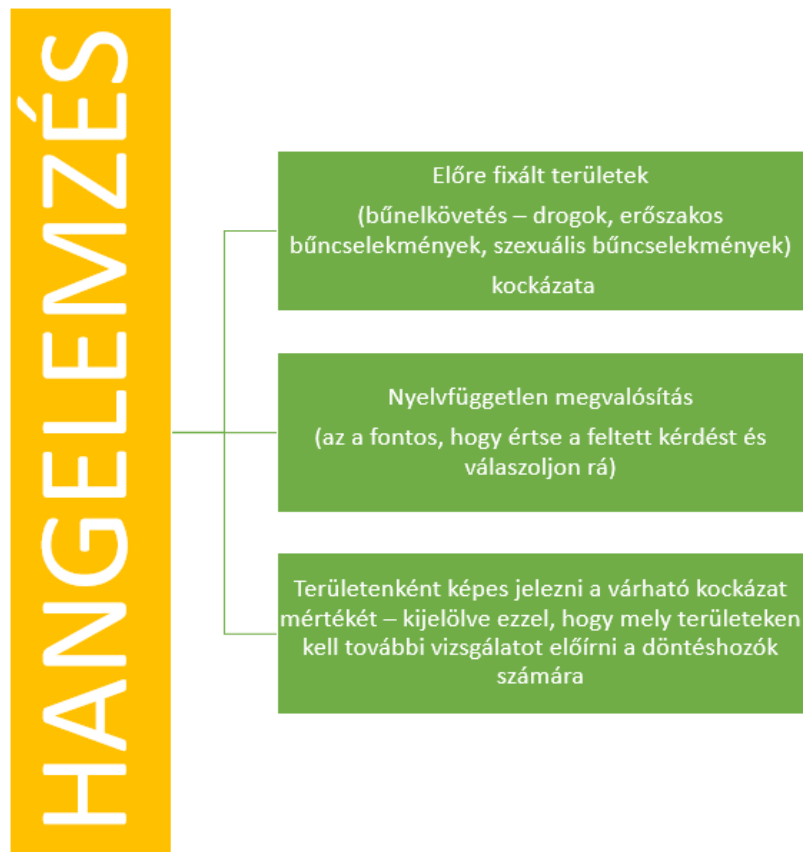 HANGELEMZÉS
Előre fixált területek
(bűnelkövetés – drogok, erőszakos
bűncselekmények, szexuális bűncselekmények)
kockázata
Nyelvfüggetlen megvalósítás
(az a fontos, hogy értse a feltett kérdést és
válaszoljon rá)
Területenként képes jelezni a várható kockázat
mértékét – kijelölve ezzel, hogy mely területeken
kell további vizsgálatot előírni a döntéshozók
számára